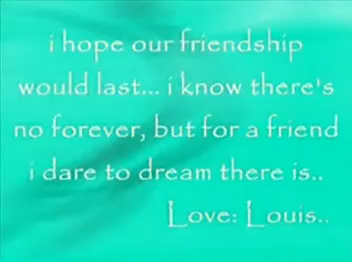 i hope our friendship
would last... i know there's
no forever, but for a friend
i dare to dream there is..
Love: Louis..